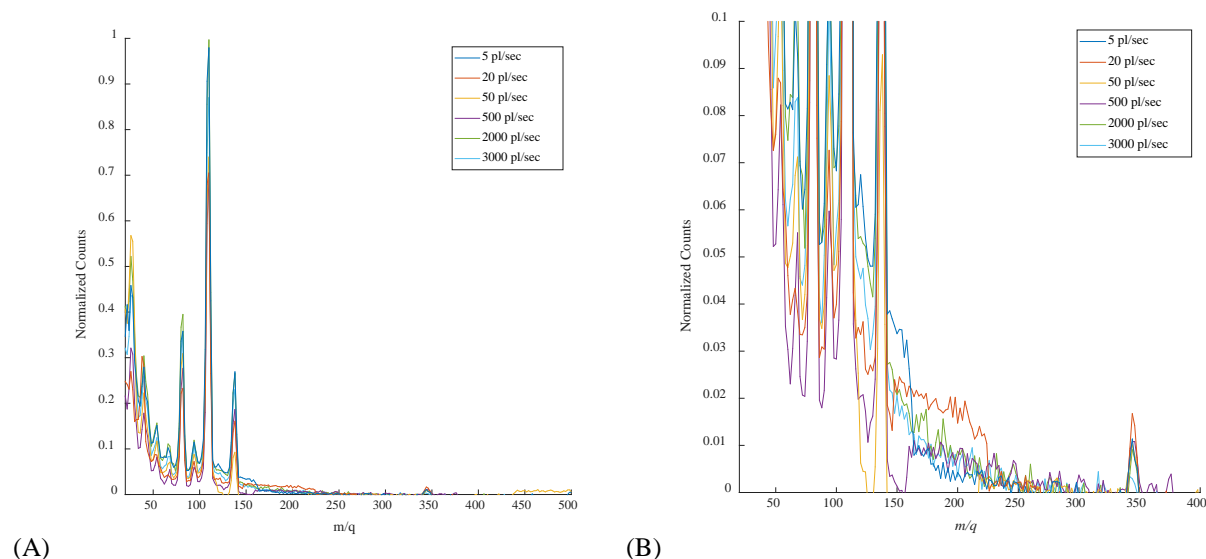 1
0.9
0.8
0.7
0.6
0.5
0.4
0.3
0.2
0.1
0
Normalized Counts
50 100 150 200 250 300 350 400 450 500
m/q
5 pl/sec
20 pl/sec
50 pl/sec
500 pl/sec
2000 pl/sec
3000 pl/sec
(A)
0.1
0.09
0.08
0.07
0.06
0.05
0.04
0.03
0.02
0.01
0
Normalized Counts
50 100 150 200 250 300 350 400
m/q
5 pl/sec
20 pl/sec
50 pl/sec
500 pl/sec
2000 pl/sec
3000 pl/sec
(B)